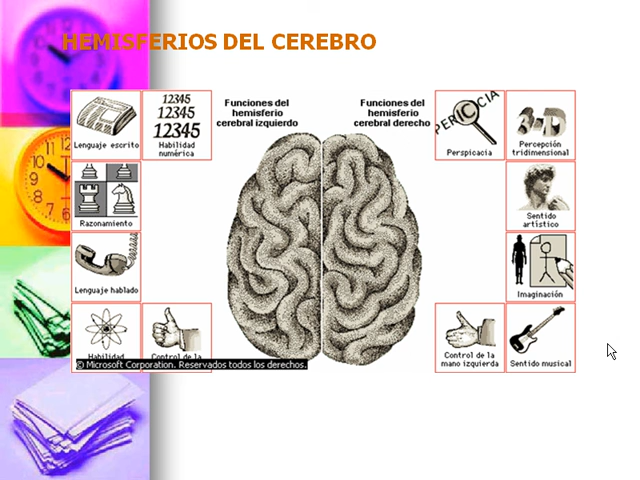 HEMISFERIOS DEL CEREBRO
Funciones del
hemisferio
cerebral izquierdo
Funciones del
hemisferio
cerebral derecho
Lenguaje escrito
12345
12345
12345
Habilidad
numérica
Razonamiento
Lenguaje hablado
Habilidad
Control de la
PERICACIA
Perspicacia
3-D
Percepción
tridimensional
Sentido
artístico
Imaginación
Control de la
mano izquierda
Sentido musical
© Microsoft Corporation. Reservados todos los derechos.